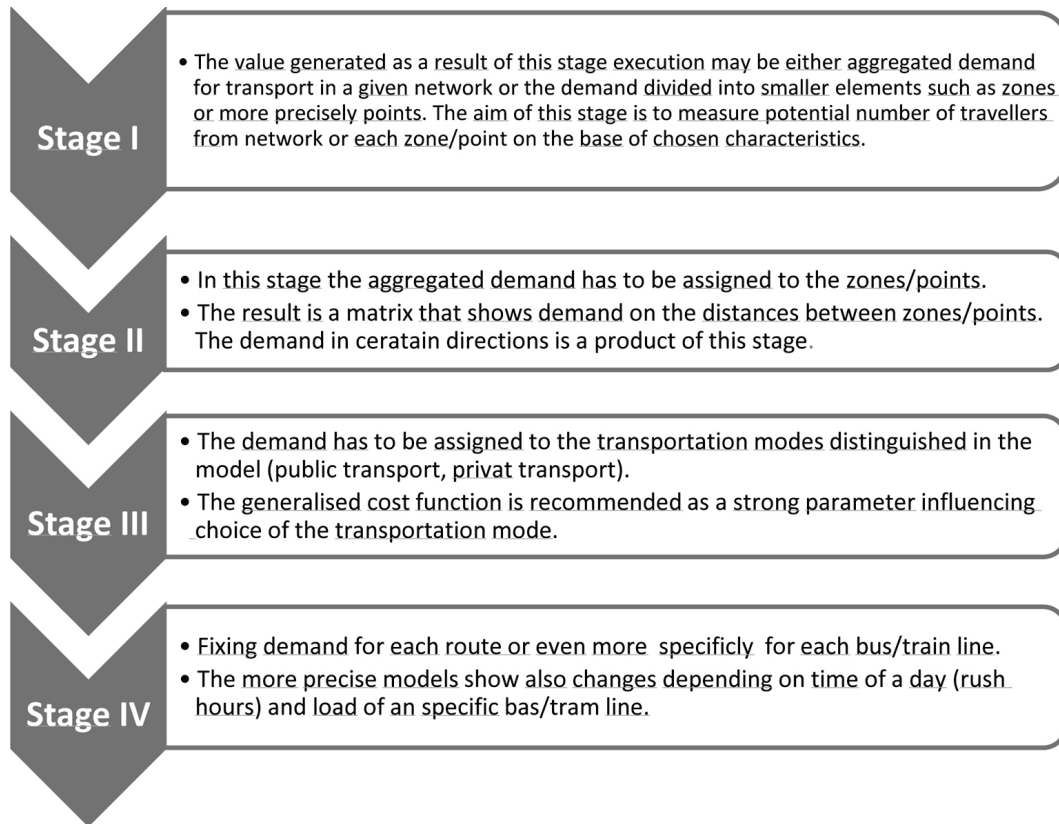 Stage I
• The value generated as a result of this stage execution may be either aggregated demand
for transport in a given network or the demand divided into smaller elements such as zones
or more precisely points. The aim of this stage is to measure potential number of travellers
from network or each zone/point on the base of chosen characteristics.
Stage II
• In this stage the aggregated demand has to be assigned to the zones/points.
• The result is a matrix that shows demand on the distances between zones/points.
The demand in ceratain directions is a product of this stage.
Stage III
• The demand has to be assigned to the transportation modes distinguished in the
model (public transport, privat transport).
• The generalised cost function is recommended as a strong parameter influencing
choice of the transportation mode.
Stage IV
• Fixing demand for each route or even more specificly for each bus/train line.
• The more precise models show also changes depending on time of a day (rush
hours) and load of an specific bas/tram line.